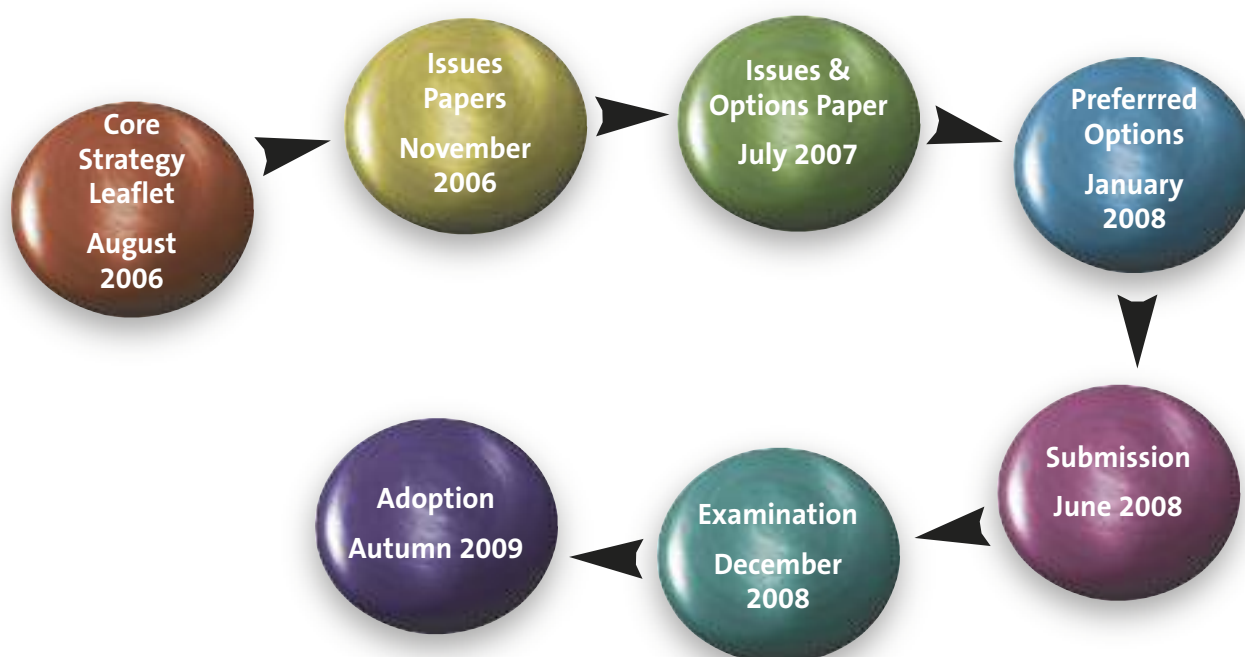 Core
Strategy
Leaflet
August
2006
Issues
Papers
November
2006
Issues &
Options Paper
July 2007
Preferrred
Options
January
2008
Submission
June 2008
Examination
December
2008
Adoption
Autumn 2009